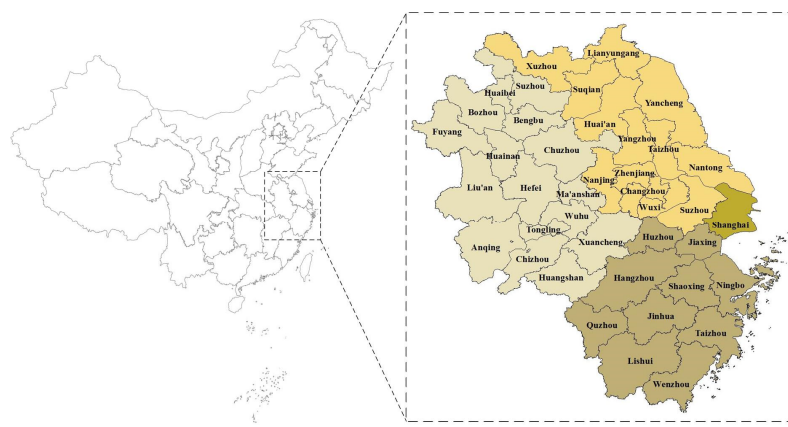 Lianyungang
Xuzhou
Suqian
Suzhou
Huaibei
Yancheng
Bozhou
Bengbu
Huai'an
Fuyang
Yangzhou
Chuzhou
Taizhou
Huainan
Nantong
Zhenjiang
Nanjing
Liu'an
Hefei
Changzhou
Ma'anshan
Wuxi
Suzhou
Wuhu
Shanghai
Tongling
Xuancheng
Huzhou
Jiaxing
Anqing
Chizhou
Huangshan
Hangzhou
Shaoxing
Ningbo
Jinhua
Quzhou
Taizhou
Lishui
Wenzhou